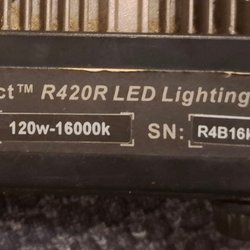 ct™ R420R LED Lighting
120w-16000k SN: R4B16